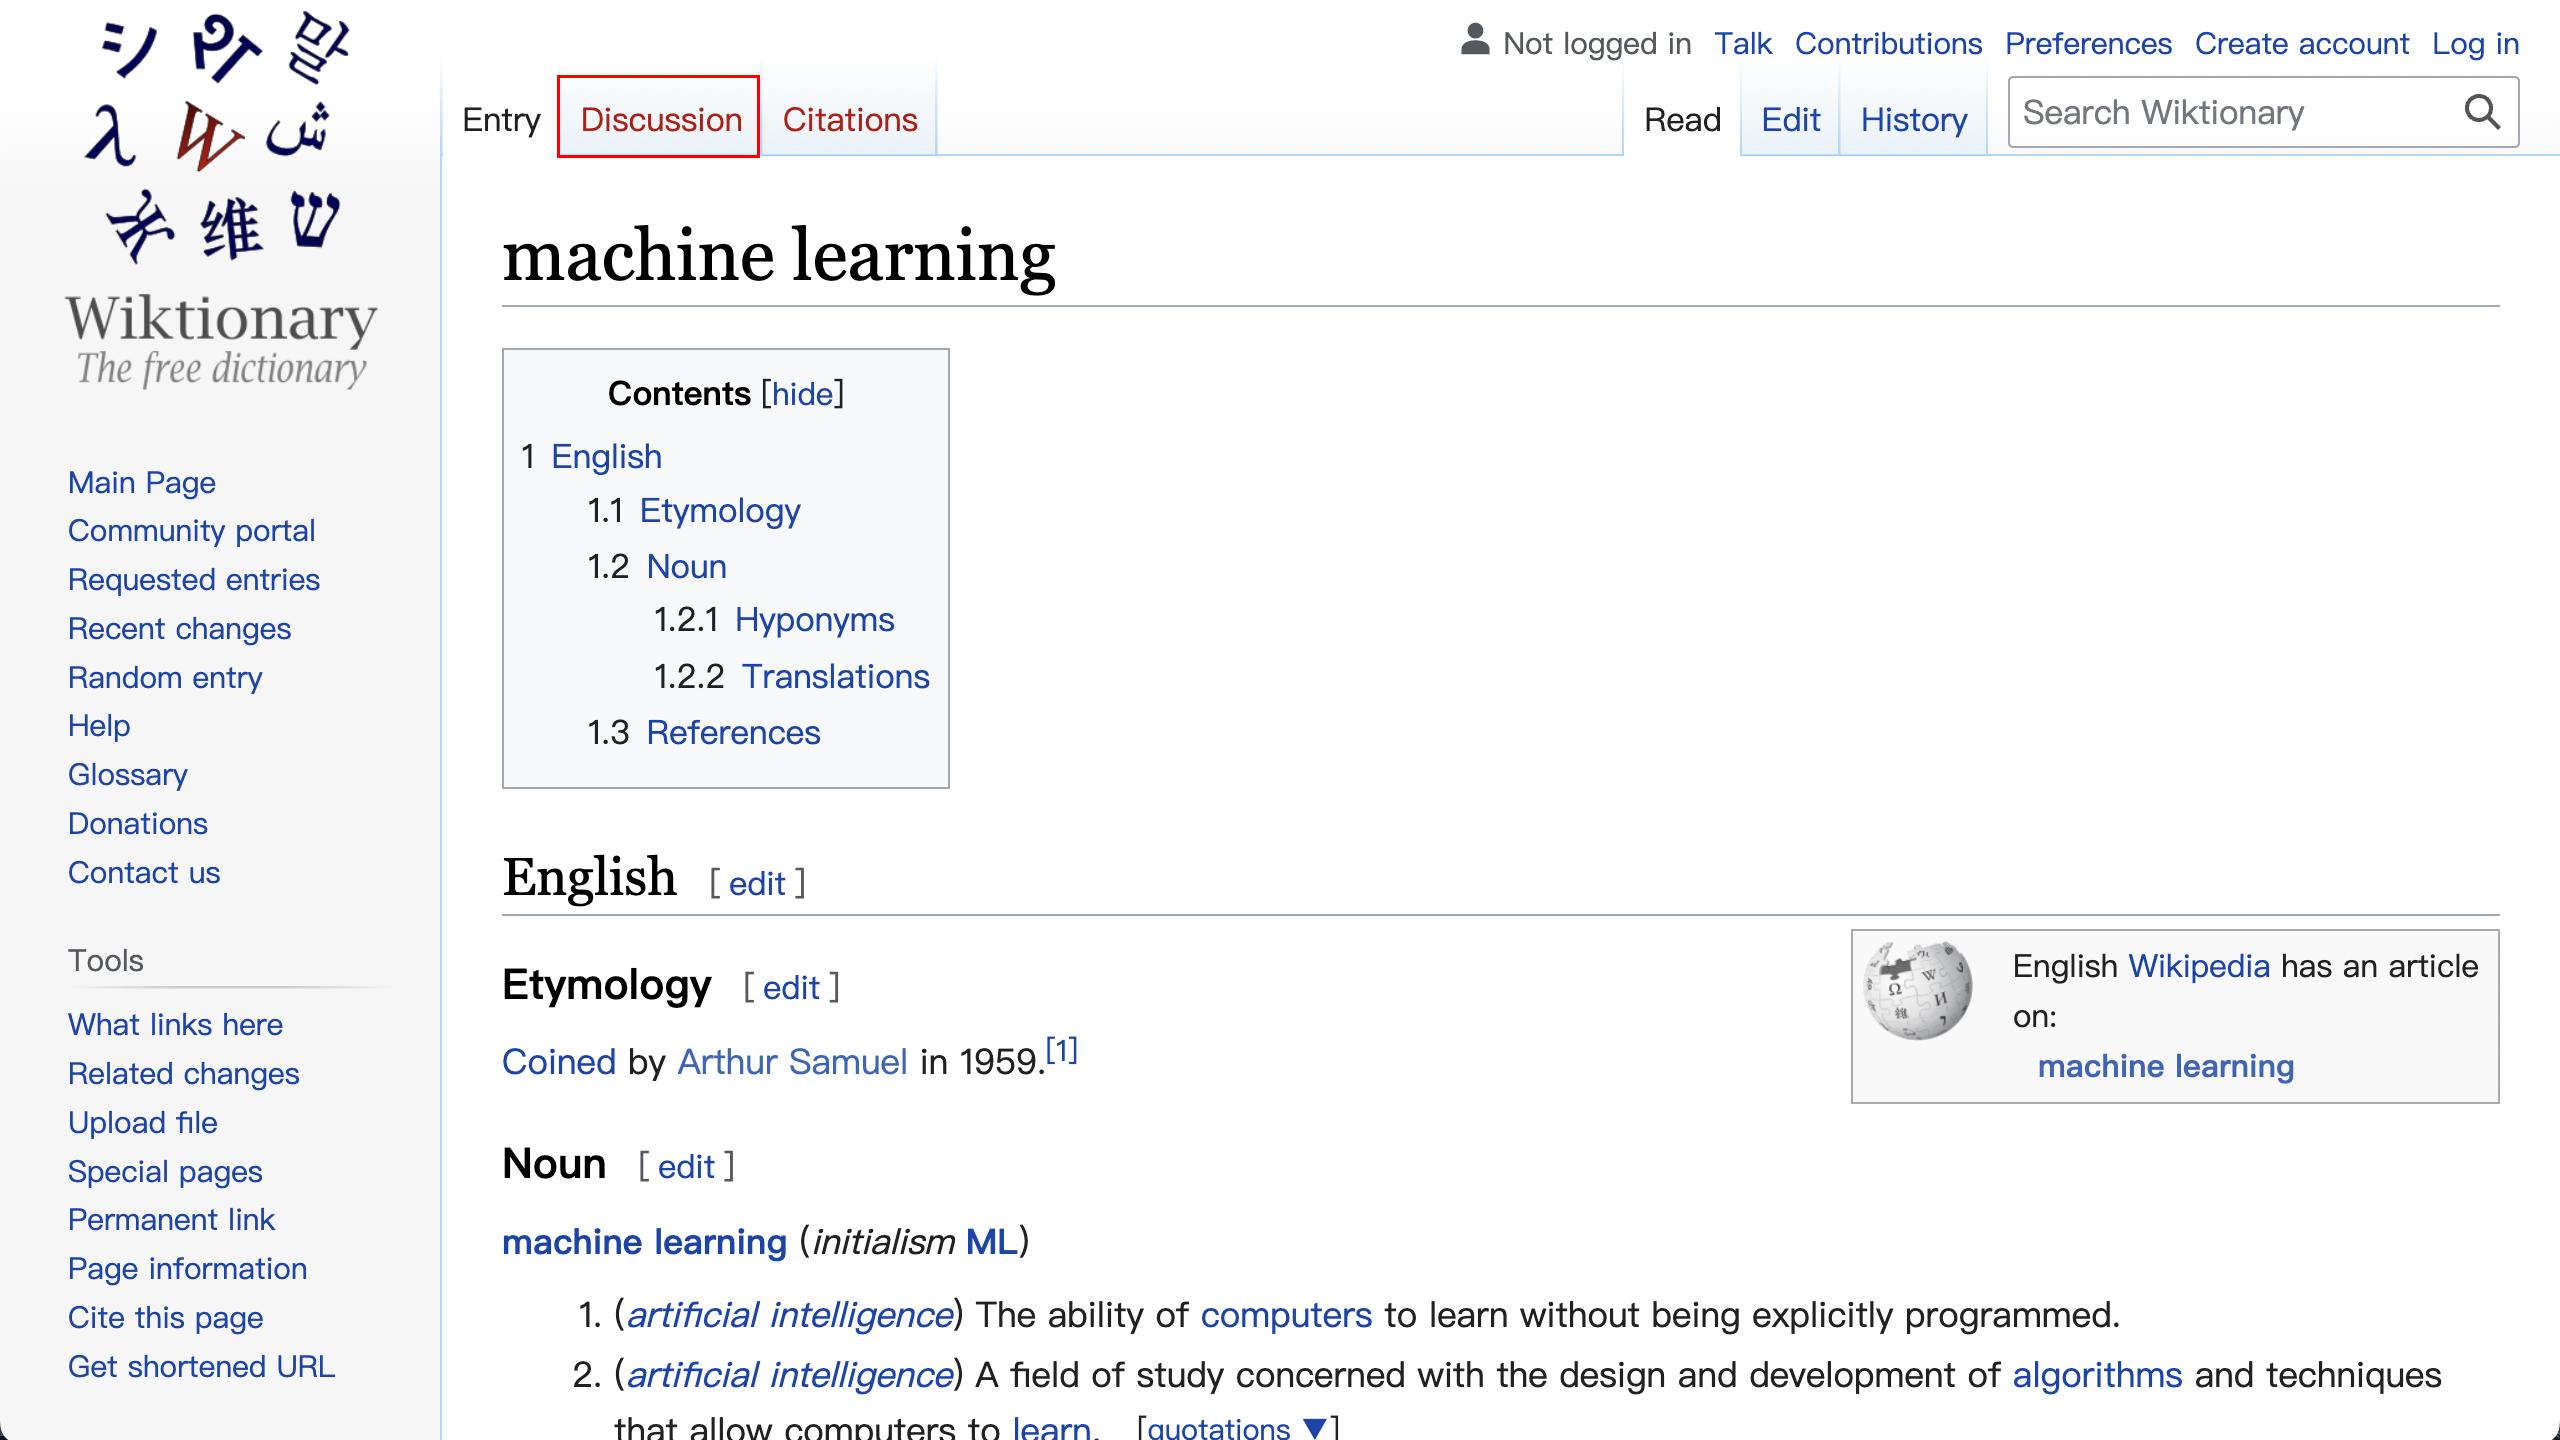 シ 말
λ W ش
维 ש
Wiktionary
The free dictionary
Main Page
Community portal
Requested entries
Recent changes
Random entry
Help
Glossary
Donations
Contact us
Tools
What links here
Related changes
Upload file
Special pages
Permanent link
Page information
Cite this page
Get shortened URL
Not logged in Talk Contributions Preferences Create account Log in
Entry Discussion Citations Read Edit History Search Wiktionary
machine learning
Contents [hide]
1 English
1.1 Etymology
1.2 Noun
1.2.1 Hyponyms
1.2.2 Translations
1.3 References
English [ edit ]
Etymology [ edit ]
Coined by Arthur Samuel in 1959.[1]
English Wikipedia has an article
on:
machine learning
Noun [ edit ]
machine learning (initialism ML)
1. (artificial intelligence) The ability of computers to learn without being explicitly programmed.
2. (artificial intelligence) A field of study concerned with the design and development of algorithms and techniques
that allow computers to learn. [quotations ▼]